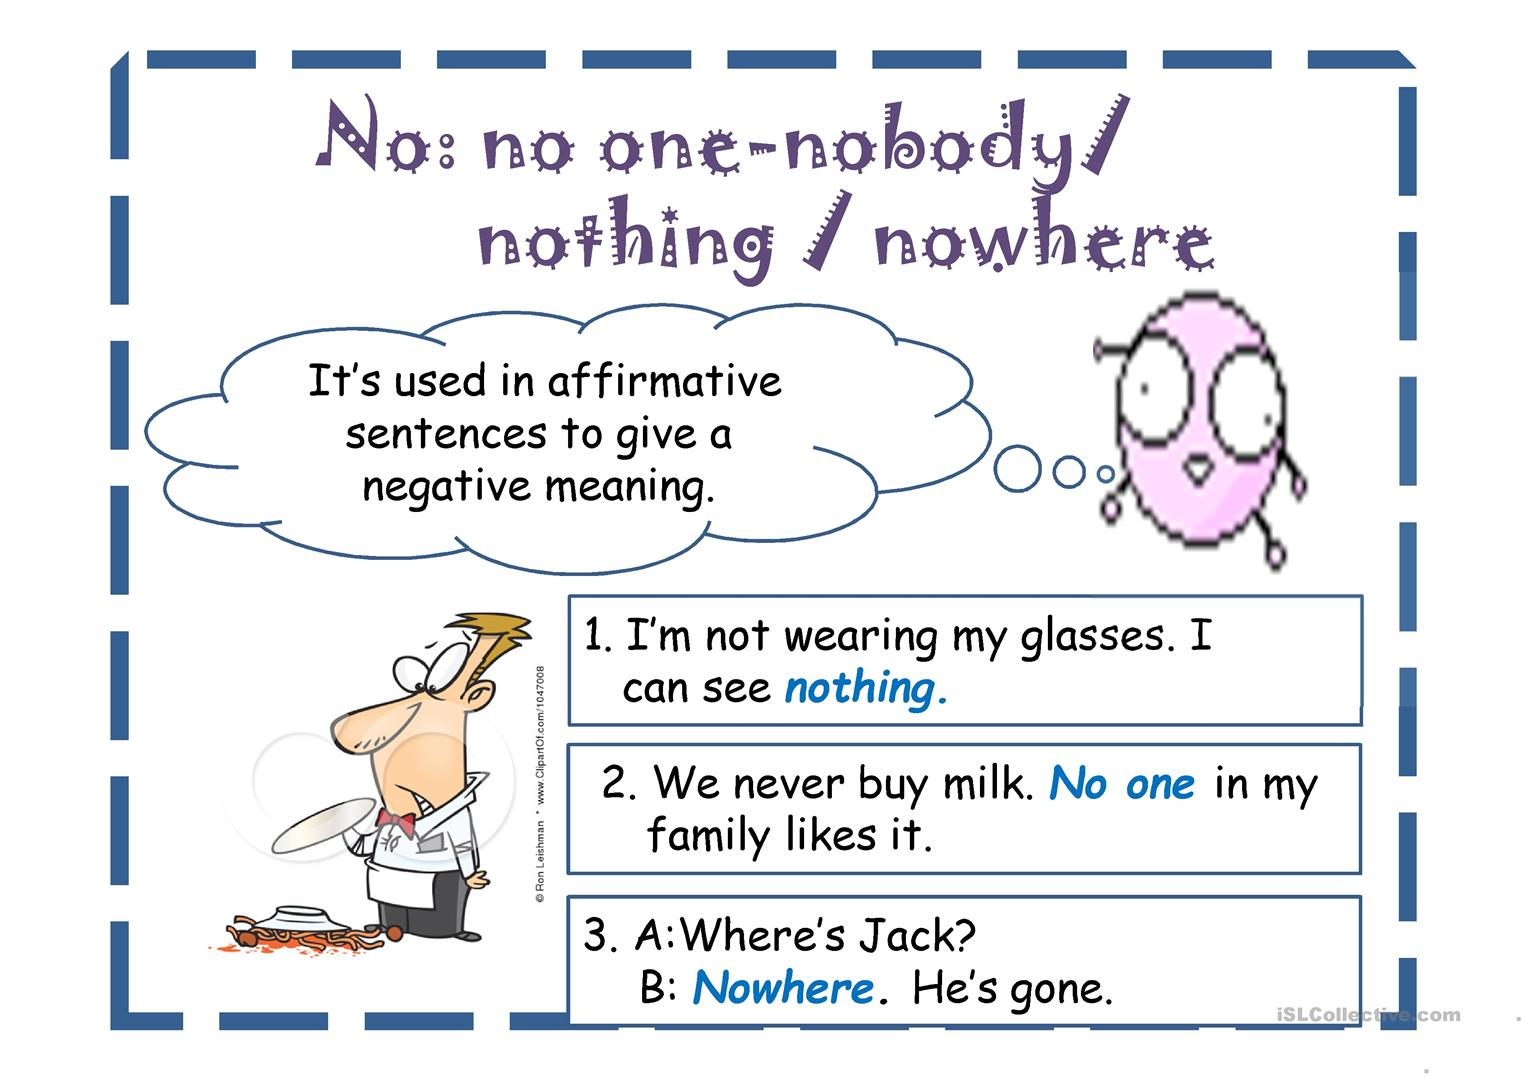 No: no one-nobody/
nothing / nowhere
It's used in affirmative
sentences to give a
negative meaning.
1. I'm not wearing my glasses. I
can see nothing.
2. We never buy milk. No one in my
family likes it.
3. A:Where's Jack?
B: Nowhere. He's gone.
© Ron Leishman * www.ClipartOf.com/1047008
iSLCollective.com